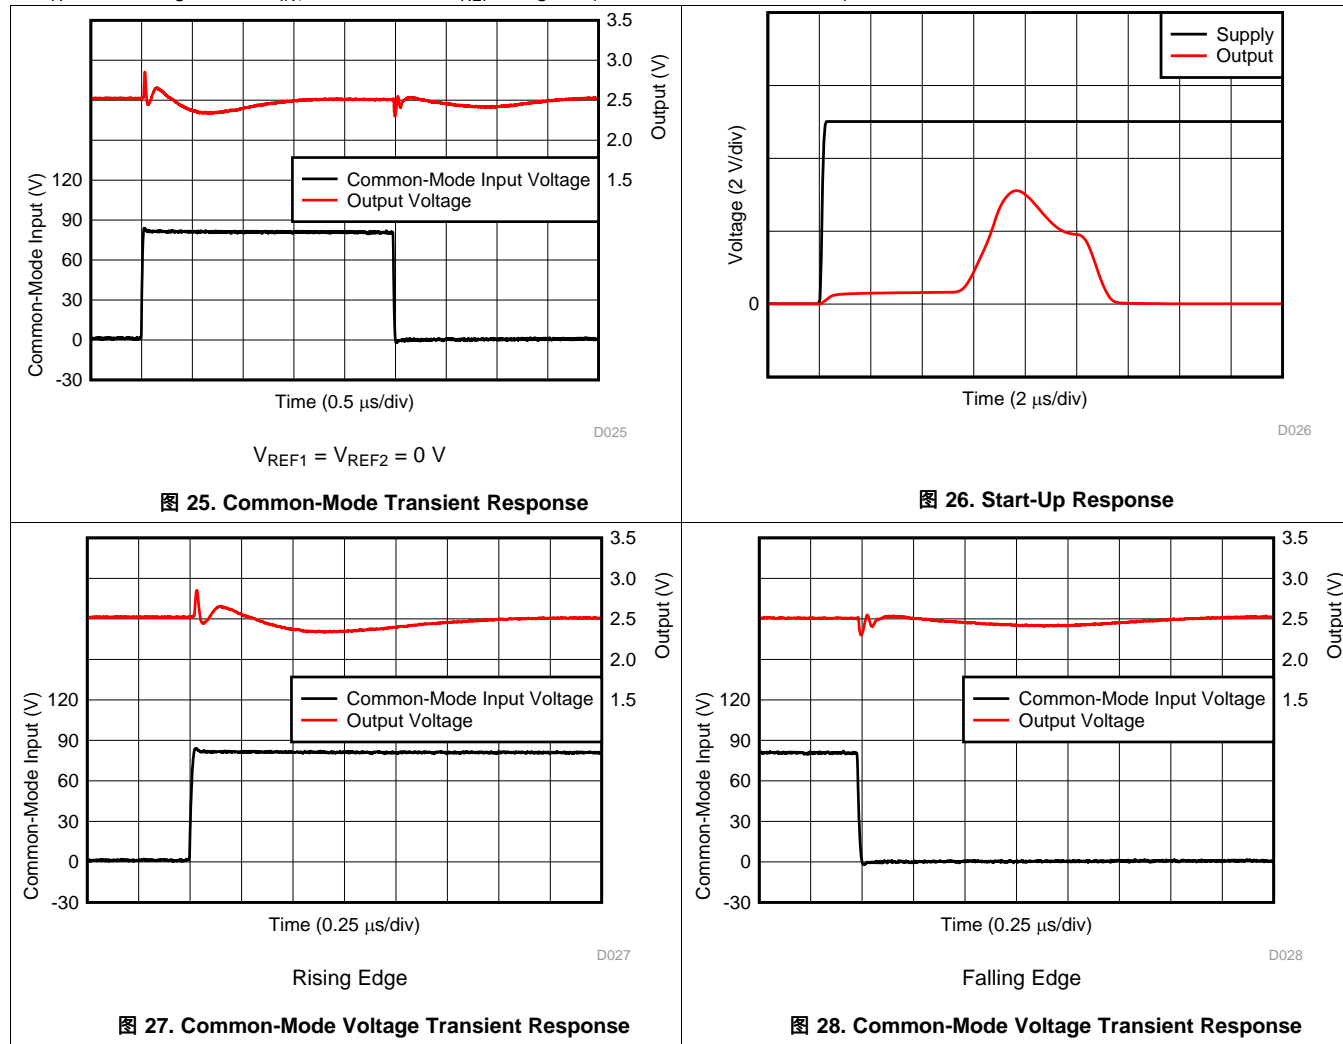 Common-Mode Input (V)
120
90
60
30
0
-30
3.5
3.0
2.5
2.0
1.5
Output (V)
Common-Mode Input Voltage
Output Voltage
Time (0.5 μs/div)
D025
VREF1 = VREF2 = 0 V
图 25. Common-Mode Transient Response
Voltage (2 V/div)
0
Supply
Output
Time (2 μs/div)
D026
图 26. Start-Up Response
Common-Mode Input (V)
120
90
60
30
0
-30
3.5
3.0
2.5
2.0
1.5
Output (V)
Common-Mode Input Voltage
Output Voltage
Time (0.25 μs/div)
D027
Rising Edge
图 27. Common-Mode Voltage Transient Response
Common-Mode Input (V)
120
90
60
30
0
-30
3.5
3.0
2.5
2.0
1.5
Output (V)
Common-Mode Input Voltage
Output Voltage
Time (0.25 μs/div)
D028
Falling Edge
图 28. Common-Mode Voltage Transient Response